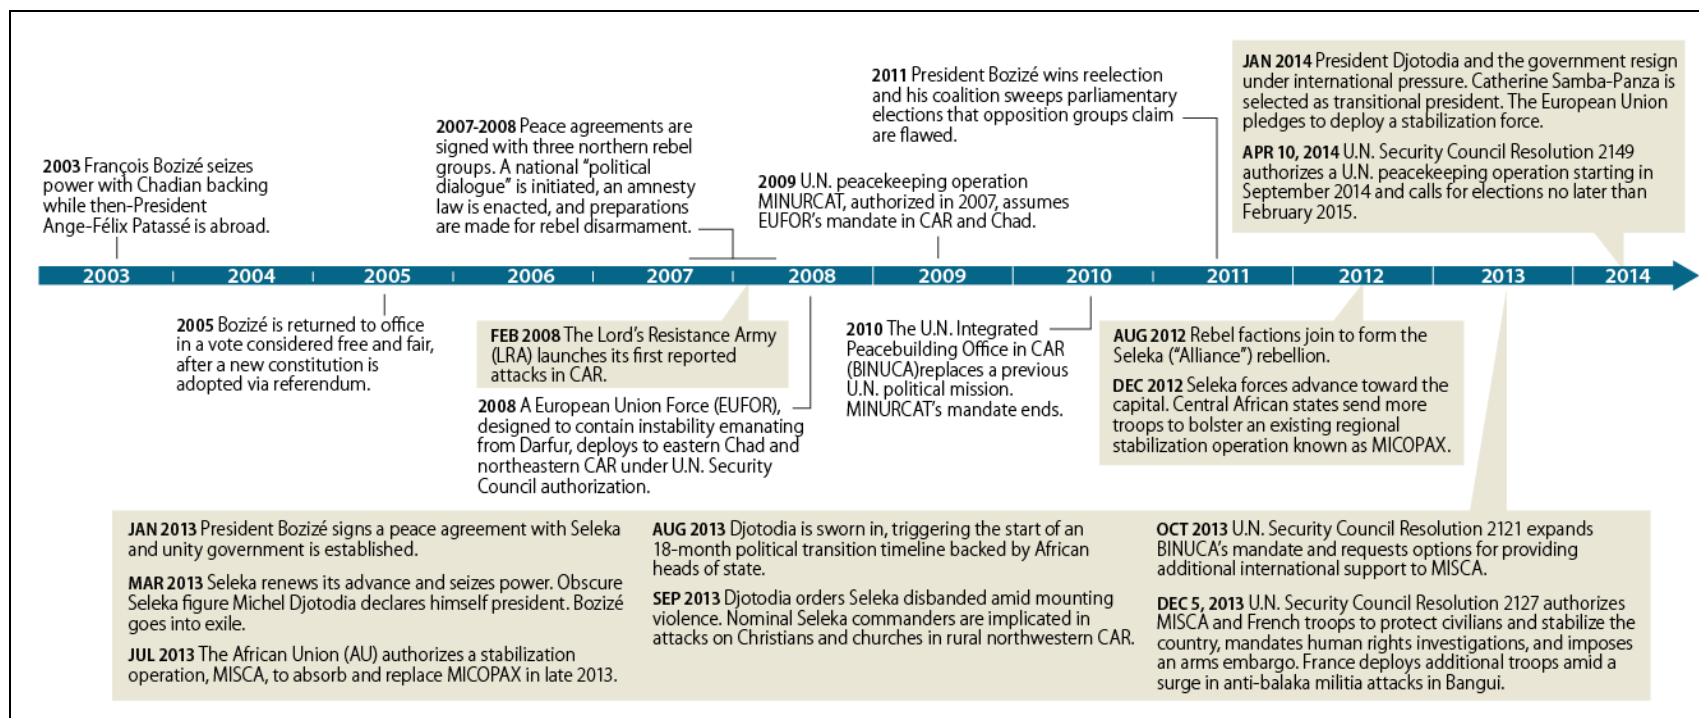 2003 François Bozizé seizes
power with Chadian backing
while then-President
Ange-Félix Patassé is abroad.
2007-2008 Peace agreements are
signed with three northern rebel
groups. A national “political
dialogue” is initiated, an amnesty
law is enacted, and preparations
are made for rebel disarmament.
2009 U.N. peacekeeping operation
MINURCAT, authorized in 2007, assumes
EUFOR’s mandate in CAR and Chad.
2011 President Bozizé wins reelection
and his coalition sweeps parliamentary
elections that opposition groups claim
are flawed.
JAN 2014 President Djotodia and the government resign
under international pressure. Catherine Samba-Panza is
selected as transitional president. The European Union
pledges to deploy a stabilization force.
APR 10, 2014 U.N. Security Council Resolution 2149
authorizes a U.N. peacekeeping operation starting in
September 2014 and calls for elections no later than
February 2015.
2003 2004 2005 2006 2007 2008 2009 2010 2011 2012 2013 2014
2005 Bozizé is returned to office
in a vote considered free and fair,
after a new constitution is
adopted via referendum.
FEB 2008 The Lord’s Resistance Army
(LRA) launches its first reported
attacks in CAR.
2008 A European Union Force (EUFOR),
designed to contain instability emanating
from Darfur, deploys to eastern Chad and
northeastern CAR under U.N. Security
Council authorization.
2010 The U.N. Integrated
Peacebuilding Office in CAR
(BINUCA)replaces a previous
U.N. political mission.
MINURCAT’s mandate ends.
AUG 2012 Rebel factions join to form the
Seleka (“Alliance”) rebellion.
DEC 2012 Seleka forces advance toward the
capital. Central African states send more
troops to bolster an existing regional
stabilization operation known as MICOPAX.
JAN 2013 President Bozizé signs a peace agreement with Seleka
and unity government is established.
MAR 2013 Seleka renews its advance and seizes power. Obscure
Seleka figure Michel Djotodia declares himself president. Bozizé
goes into exile.
JUL 2013 The African Union (AU) authorizes a stabilization
operation, MISCA, to absorb and replace MICOPAX in late 2013.
AUG 2013 Djotodia is sworn in, triggering the start of an
18-month political transition timeline backed by African
heads of state.
SEP 2013 Djotodia orders Seleka disbanded amid mounting
violence. Nominal Seleka commanders are implicated in
attacks on Christians and churches in rural northwestern CAR.
OCT 2013 U.N. Security Council Resolution 2121 expands
BINUCA’s mandate and requests options for providing
additional international support to MISCA.
DEC 5, 2013 U.N. Security Council Resolution 2127 authorizes
MISCA and French troops to protect civilians and stabilize the
country, mandates human rights investigations, and imposes
an arms embargo. France deploys additional troops amid a
surge in anti-balaka militia attacks in Bangui.